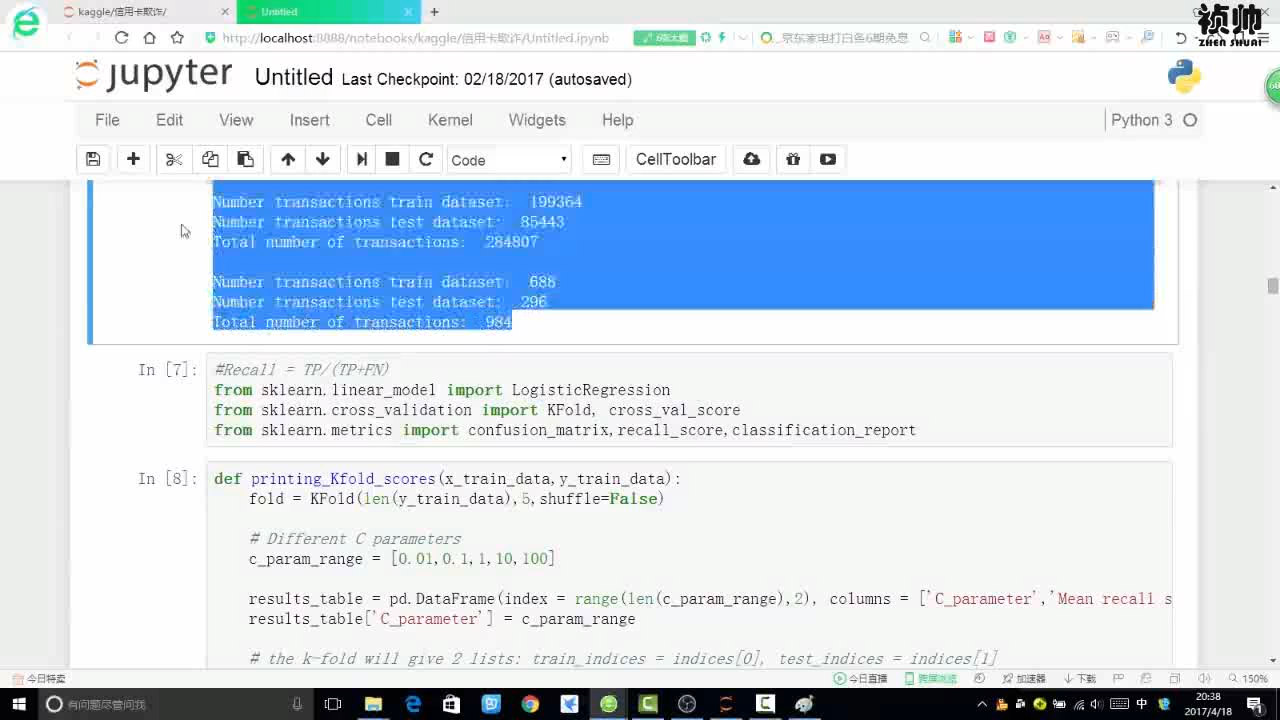 kaggle/信用卡欺诈/
Untitled
祯帅
ZHEN SHUAI
http://localhost:8888/notebooks/kaggle/信用卡欺诈/Untitled.ipynb
京东家电打白条6期免息
jupyter Untitled Last Checkpoint: 02/18/2017 (autosaved)
File Edit View Insert Cell Kernel Widgets Help Python 3
Code CellToolbar
Number transactions train dataset: 199364
Number transactions test dataset: 85443
Total number of transactions: 284807
Number transactions train dataset: 688
Number transactions test dataset: 296
Total number of transactions: 984
In [7]: #Recall = TP/(TP+FN)
from sklearn.linear_model import LogisticRegression
from sklearn.cross_validation import KFold, cross_val_score
from sklearn.metrics import confusion_matrix,recall_score,classification_report
In [8]: def printing_Kfold_scores(x_train_data,y_train_data):
fold = KFold(len(y_train_data),5,shuffle=False)
# Different C parameters
c_param_range = [0.01,0.1,1,10,100]
results_table = pd.DataFrame(index = range(len(c_param_range),2), columns = ['C_parameter','Mean recall s
results_table['C_parameter'] = c_param_range
# the k-fold will give 2 lists: train_indices = indices[0], test_indices = indices[1]
今日特卖 今日直播 跨屏浏览 加速器 下载 150%
有问题尽管问我 中 20:38
2017/4/18